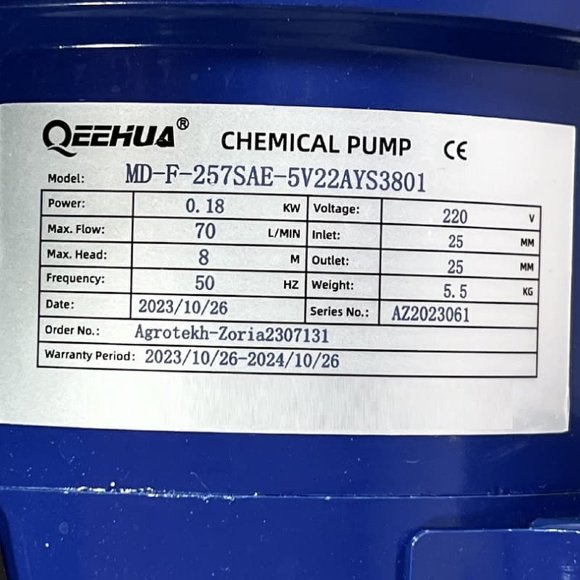 QEEHUA® CHEMICAL PUMP CE
Model: MD-F-257SAE-5V22AYS3801
Power: 0.18 KW Voltage: 220 V
Max. Flow: 70 L/MIN Inlet: 25 MM
Max. Head: 8 M Outlet: 25 MM
Frequency: 50 HZ Weight: 5.5 KG
Date: 2023/10/26 Series No.: AZ2023061
Order No.: Agrotekh-Zoria2307131
Warranty Period: 2023/10/26-2024/10/26